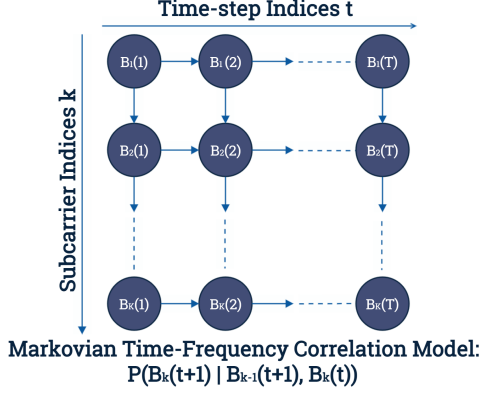 Time-step Indices t
Subcarrier Indices k
B₁(1) B₁(2) B₁(T)
B₂(1) B₂(2) B₂(T)
Bₖ(1) Bₖ(2) Bₖ(T)
Markovian Time-Frequency Correlation Model:
P(Bₖ(t+1) | Bₖ₋₁(t+1), Bₖ(t))